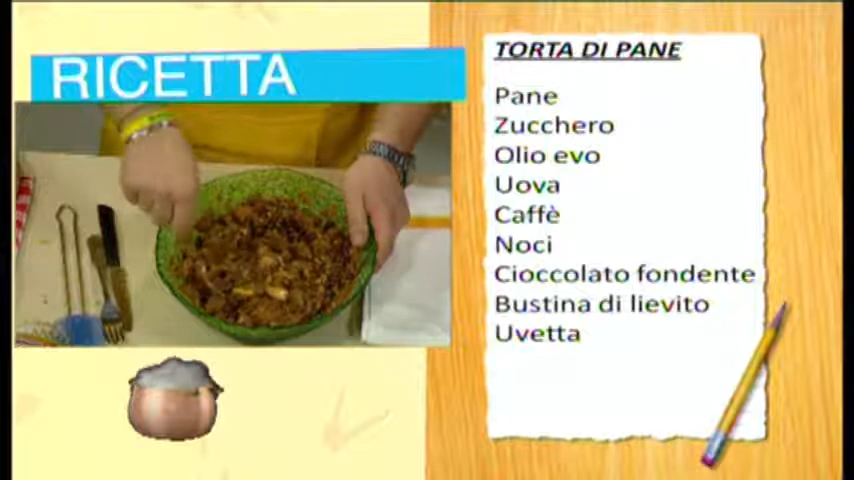 RICETTA
TORTA DI PANE
Pane
Zucchero
Olio evo
Uova
Caffè
Noci
Cioccolato fondente
Bustina di lievito
Uvetta